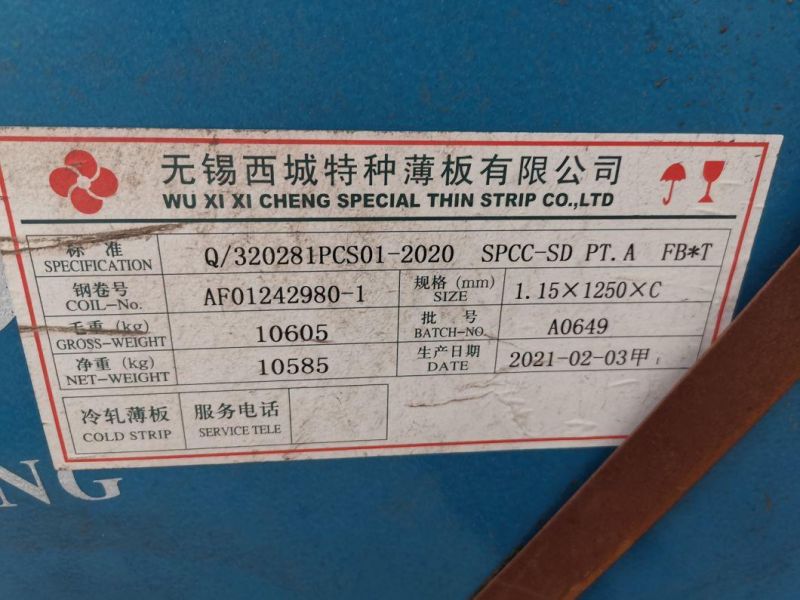 无锡西城特种薄板有限公司
WU XI XI CHENG SPECIAL THIN STRIP CO.,LTD
标准 Q/320281PCS01-2020 SPCC-SD PT.A FB*T
SPECIFICATION
钢卷号 AF01242980-1 规格 (mm) 1.15×1250×C
COIL-No. SIZE
毛重 (kg) 10605 批号 A0649
GROSS-WEIGHT BATCH-NO.
净重 (kg) 10585 生产日期 2021-02-03甲
NET-WEIGHT DATE
冷轧薄板 服务电话
COLD STRIP SERVICE TELE
NG